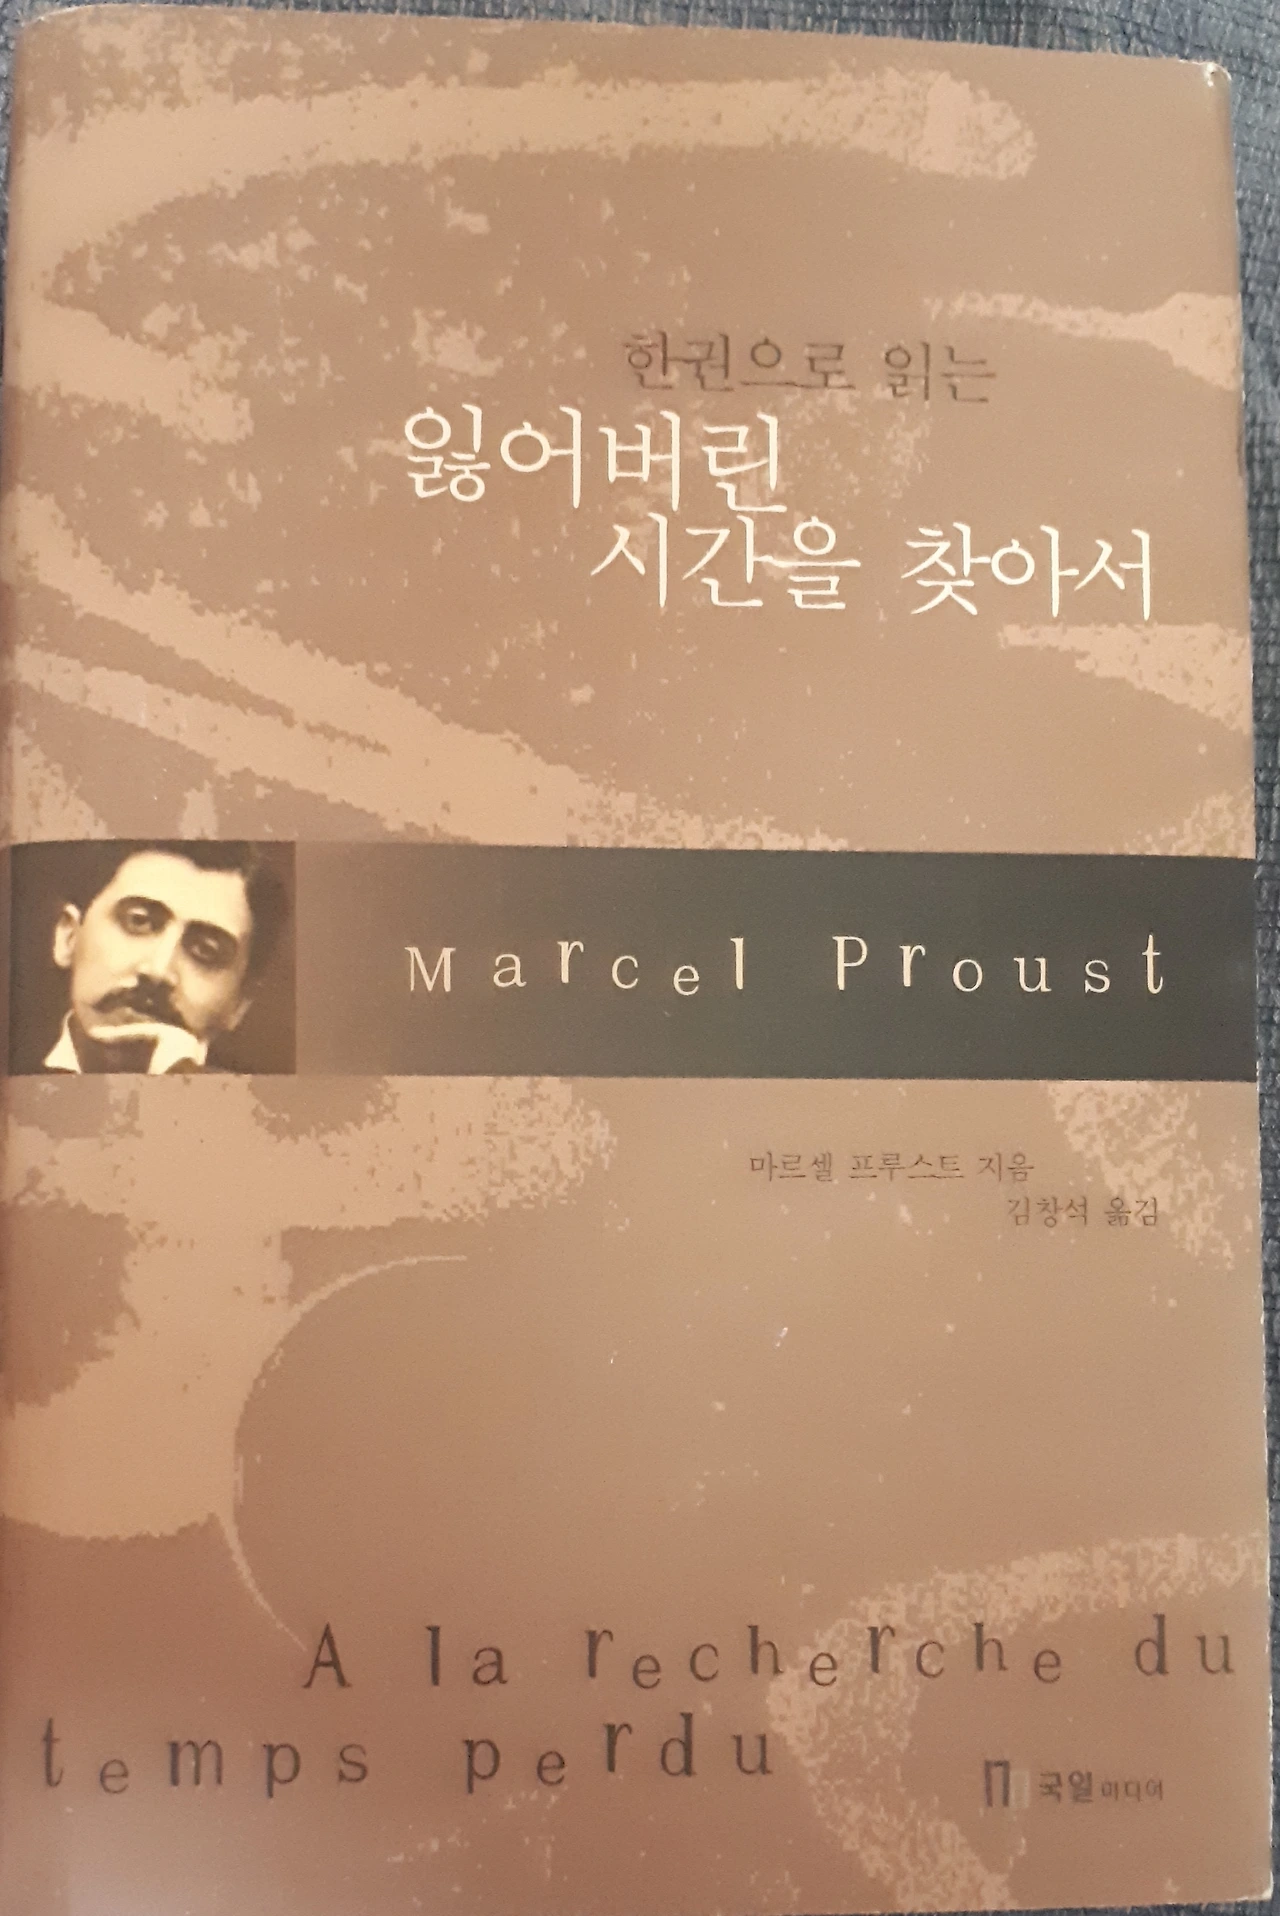 한권으로 읽는
잃어버린
시간을 찾아서
Marcel Proust
마르셀 프루스트 지음
김창석 옮김
A la recherche du
temps perdu
국일미디어